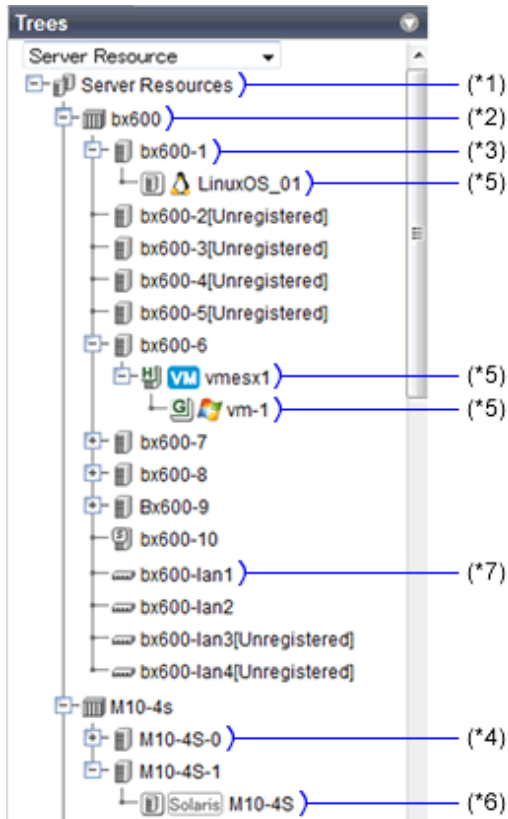 Trees
Server Resource
Server Resources (*1)
bx600 (*2)
bx600-1 (*3)
LinuxOS_01 (*5)
bx600-2[Unregistered]
bx600-3[Unregistered]
bx600-4[Unregistered]
bx600-5[Unregistered]
bx600-6
H VM vmesx1 (*5)
G vm-1 (*5)
bx600-7
bx600-8
Bx600-9
S bx600-10
bx600-lan1 (*7)
bx600-lan2
bx600-lan3[Unregistered]
bx600-lan4[Unregistered]
M10-4s
M10-4S-0 (*4)
M10-4S-1
Solaris M10-4S (*6)